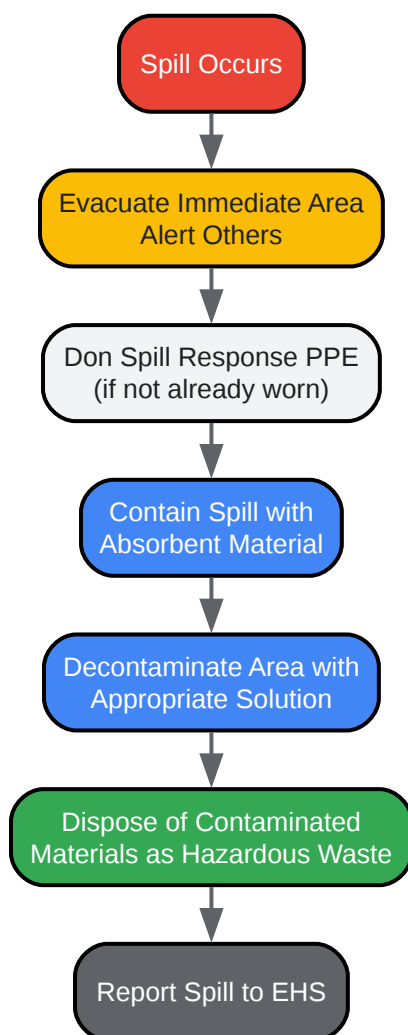 Spill Occurs
Evacuate Immediate Area
Alert Others
Don Spill Response PPE
(if not already worn)
Contain Spill with
Absorbent Material
Decontaminate Area with
Appropriate Solution
Dispose of Contaminated
Materials as Hazardous Waste
Report Spill to EHS